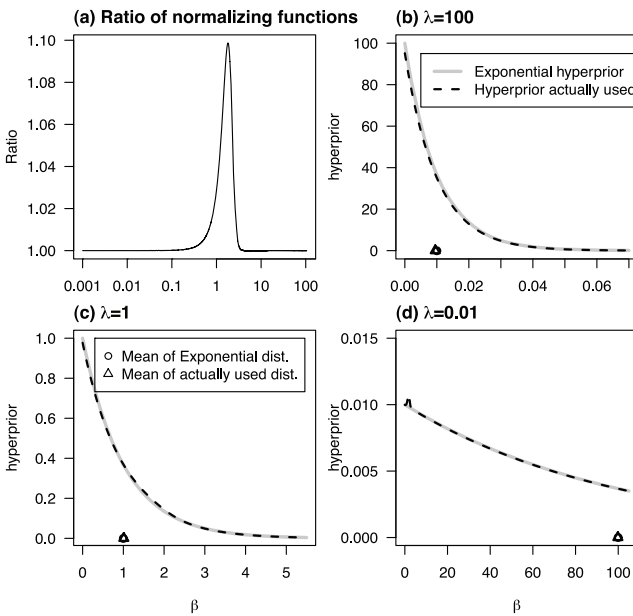 (a) Ratio of normalizing functions
1.10
1.08
1.06
1.04
1.02
1.00
Ratio
0.001 0.01 0.1 1 10 100
(b) λ=100
100
80
60
40
20
0
hyperprior
Exponential hyperprior
Hyperprior actually used
0.00 0.02 0.04 0.06
(c) λ=1
1.0
0.8
0.6
0.4
0.2
0.0
hyperprior
Mean of Exponential dist.
Mean of actually used dist.
0 1 2 3 4 5
β
(d) λ=0.01
0.015
0.010
0.005
0.000
hyperprior
0 20 40 60 80 100
β